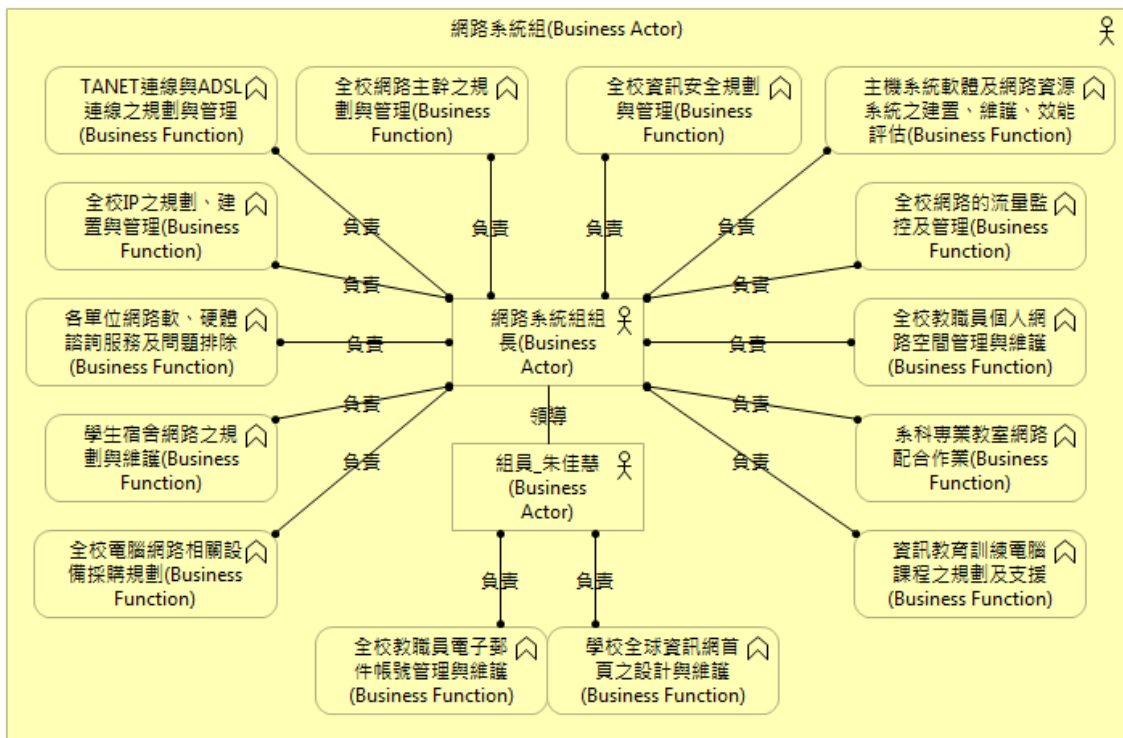 網路系統組(Business Actor)
TANET連線與ADSL
連線之規劃與管理
(Business Function)
全校網路主幹之規
劃與管理(Business
Function)
全校資訊安全規劃
與管理(Business
Function)
主機系統軟體及網路資源
系統之建置、維護、效能
評估(Business Function)
全校IP之規劃、建
置與管理(Business
Function)
負責
負責
負責
負責
全校網路的流量監
控及管理(Business
Function)
負責
負責
各單位網路軟、硬體
諮詢服務及問題排除
(Business Function)
負責
網路系統組組
長(Business
Actor)
負責
全校教職員個人網
路空間管理與維護
(Business Function)
學生宿舍網路之規
劃與維護(Business
Function)
負責
領導
負責
系科專業教室網路
配合作業(Business
Function)
負責
組員_朱佳慧
(Business
Actor)
負責
全校電腦網路相關設
備採購規劃(Business
Function)
負責
負責
資訊教育訓練電腦
課程之規劃及支援
(Business Function)
全校教職員電子郵
件帳號管理與維護
(Business Function)
學校全球資訊網首
頁之設計與維護
(Business Function)